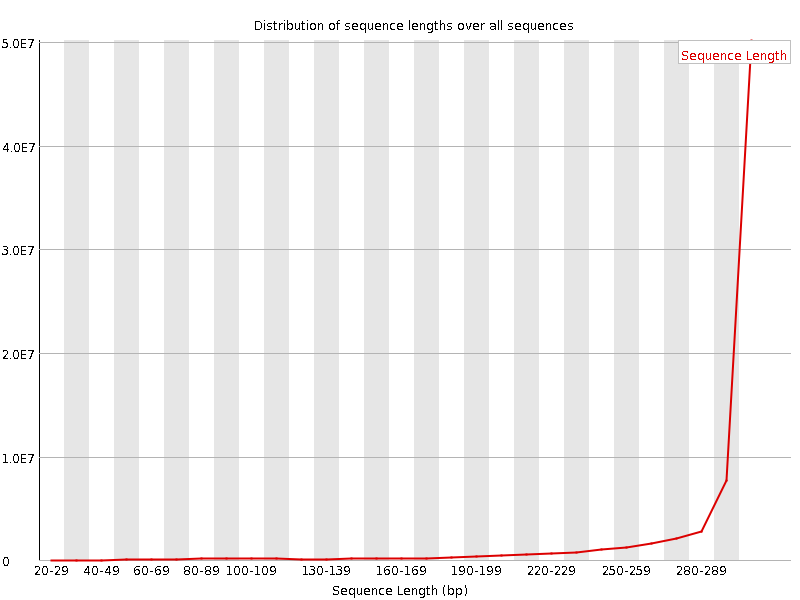 Distribution of sequence lengths over all sequences
5.0E7
Sequence Length
4.0E7
3.0E7
2.0E7
1.0E7
0
20-29 40-49 60-69 80-89 100-109 130-139 160-169 190-199 220-229 250-259 280-289
Sequence Length (bp)